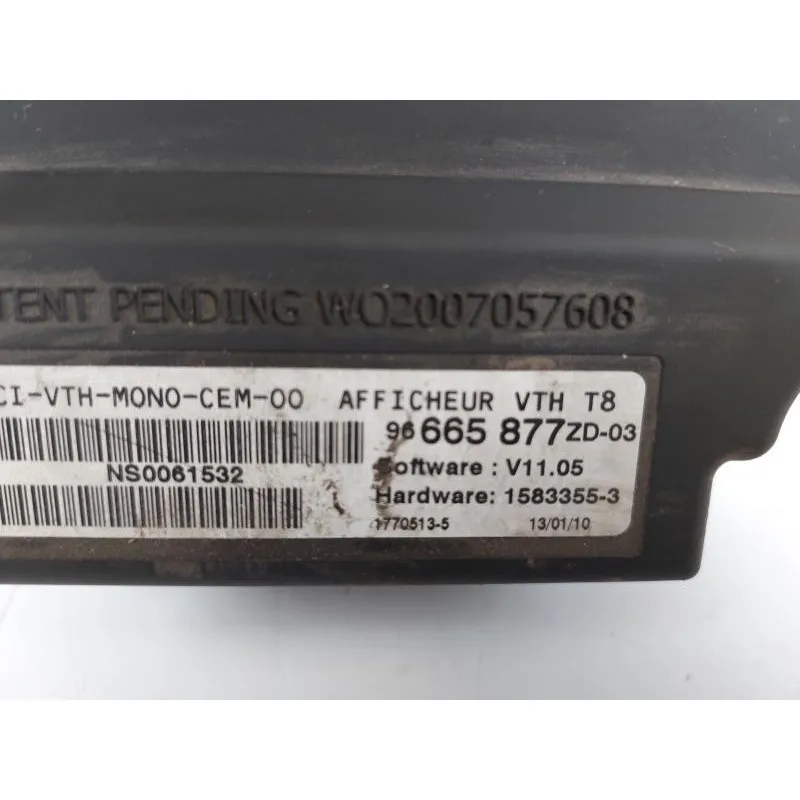 TENT PENDING WO2007057608
CI-VTH-MONO-CEM-00 AFFICHEUR VTH T8
96 665 877ZD-03
NS0061532
Software : V11.05
Hardware: 1583355-3
1770513-5 13/01/10